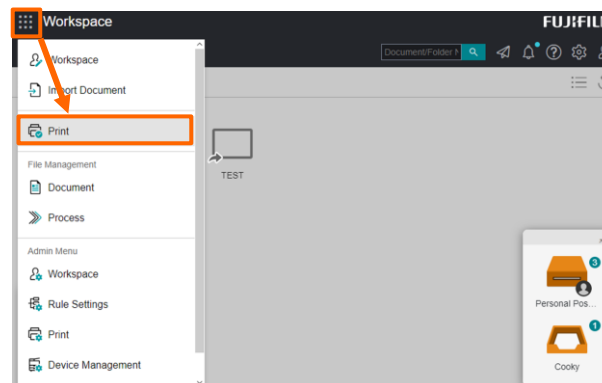 Workspace
FUJIFIL
Workspace
Document/Folder N
Import Document
Print
TEST
File Management
Document
Process
Admin Menu
Workspace
3
Rule Settings
Personal Pos...
Print
1
Device Management
Cooky